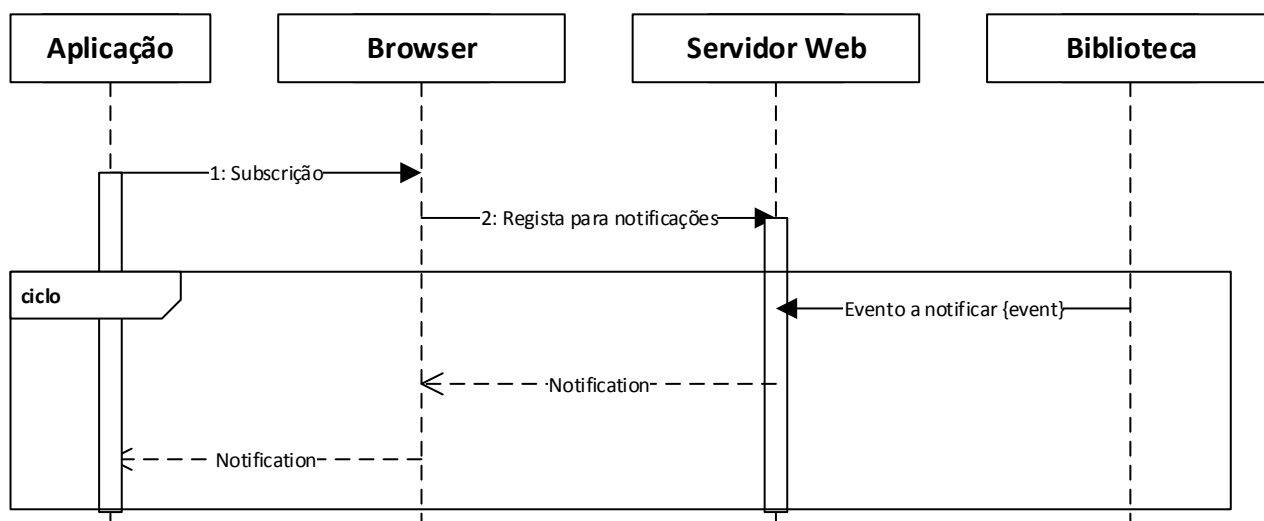 Aplicação
Browser
Servidor Web
Biblioteca
1: Subscrição
2: Regista para notificações
ciclo
Evento a notificar {event}
Notification
Notification